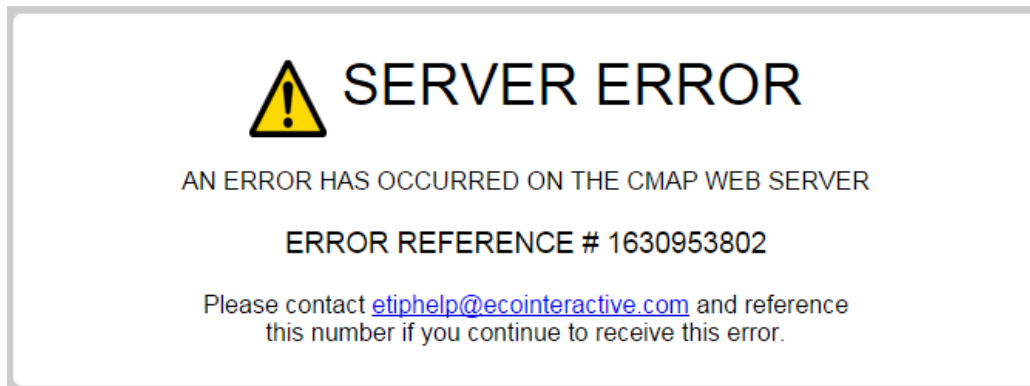 SERVER ERROR
AN ERROR HAS OCCURRED ON THE CMAP WEB SERVER
ERROR REFERENCE # 1630953802
Please contact etiphelp@ecointeractive.com and reference
this number if you continue to receive this error.